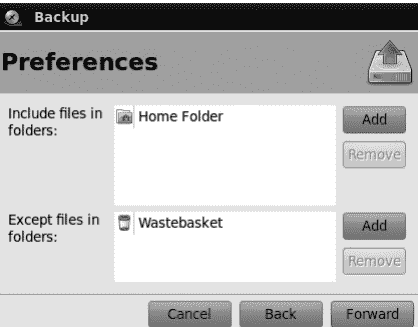 Backup
Preferences
Include files in
folders:
Home Folder
Add
Remove
Except files in
folders:
Wastebasket
Add
Remove
Cancel
Back
Forward